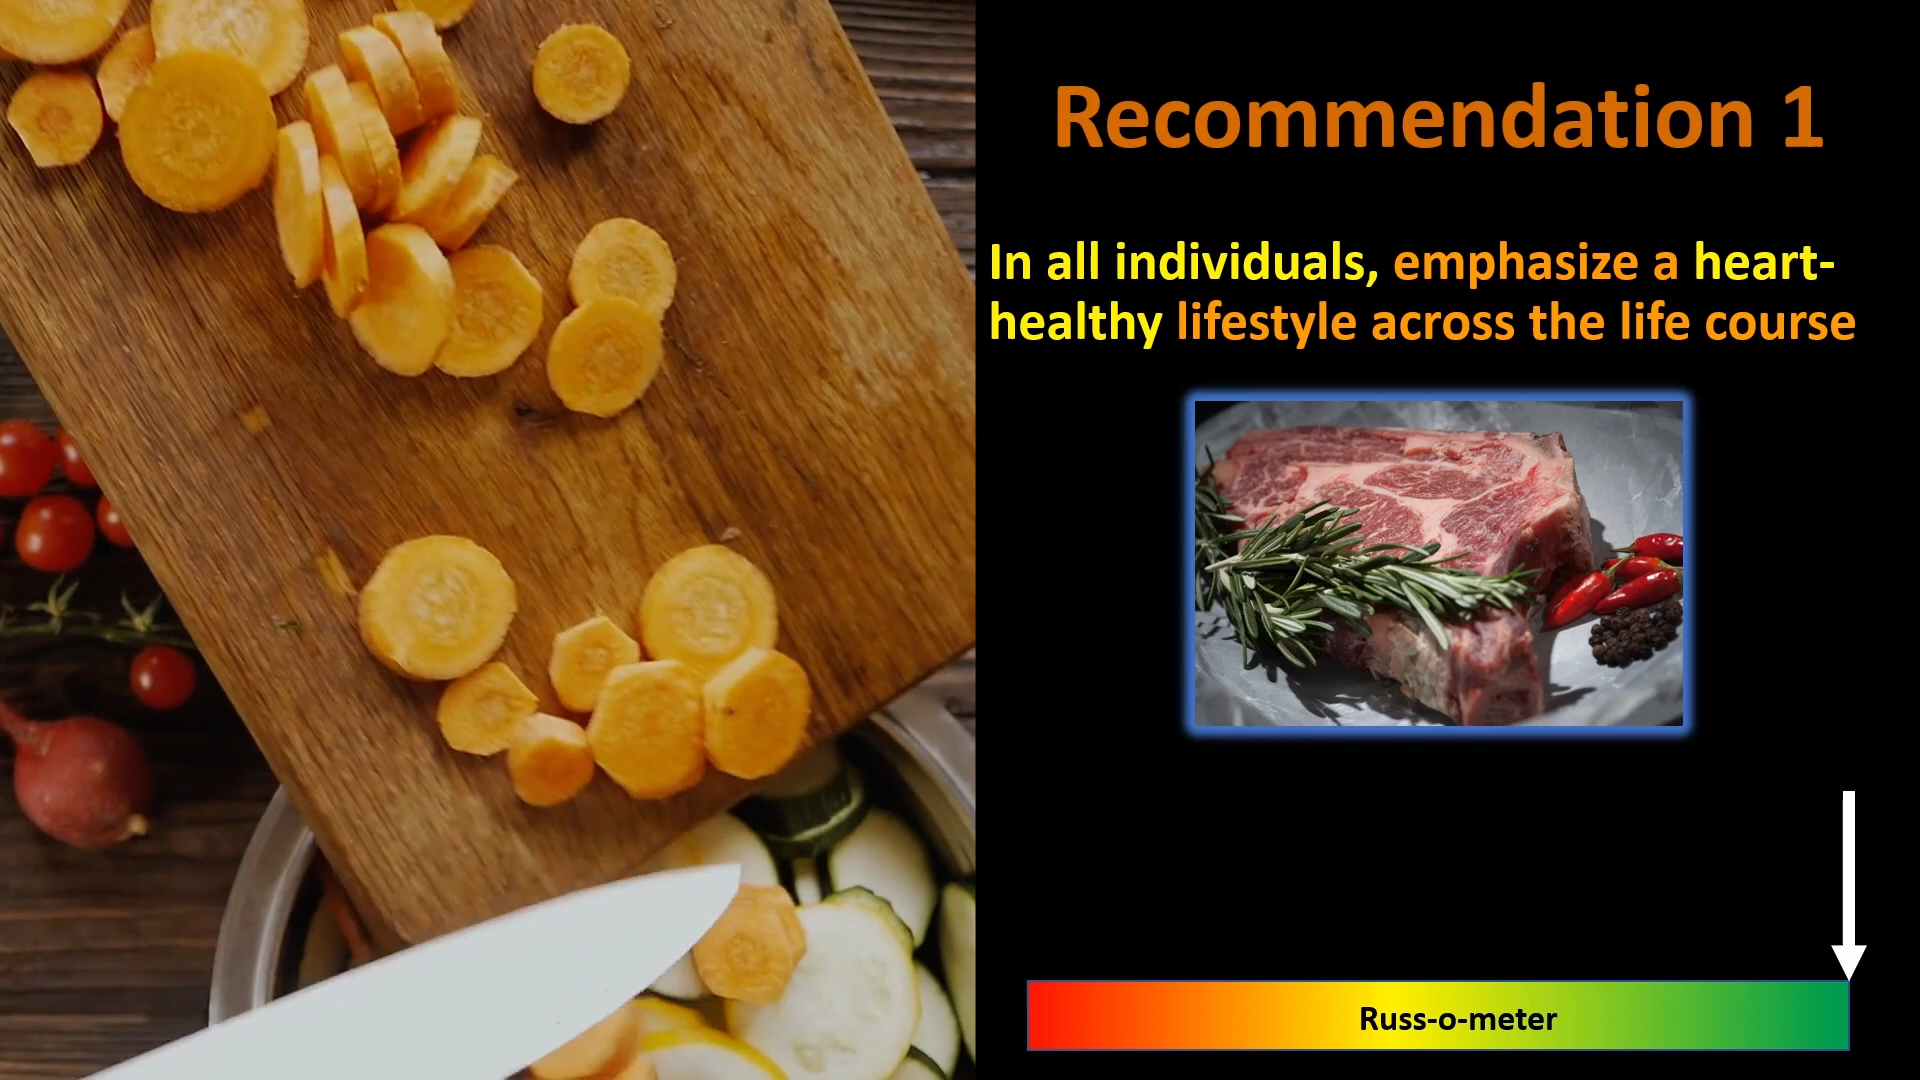 Recommendation 1
In all individuals, emphasize a heart-
healthy lifestyle across the life course
Russ-o-meter